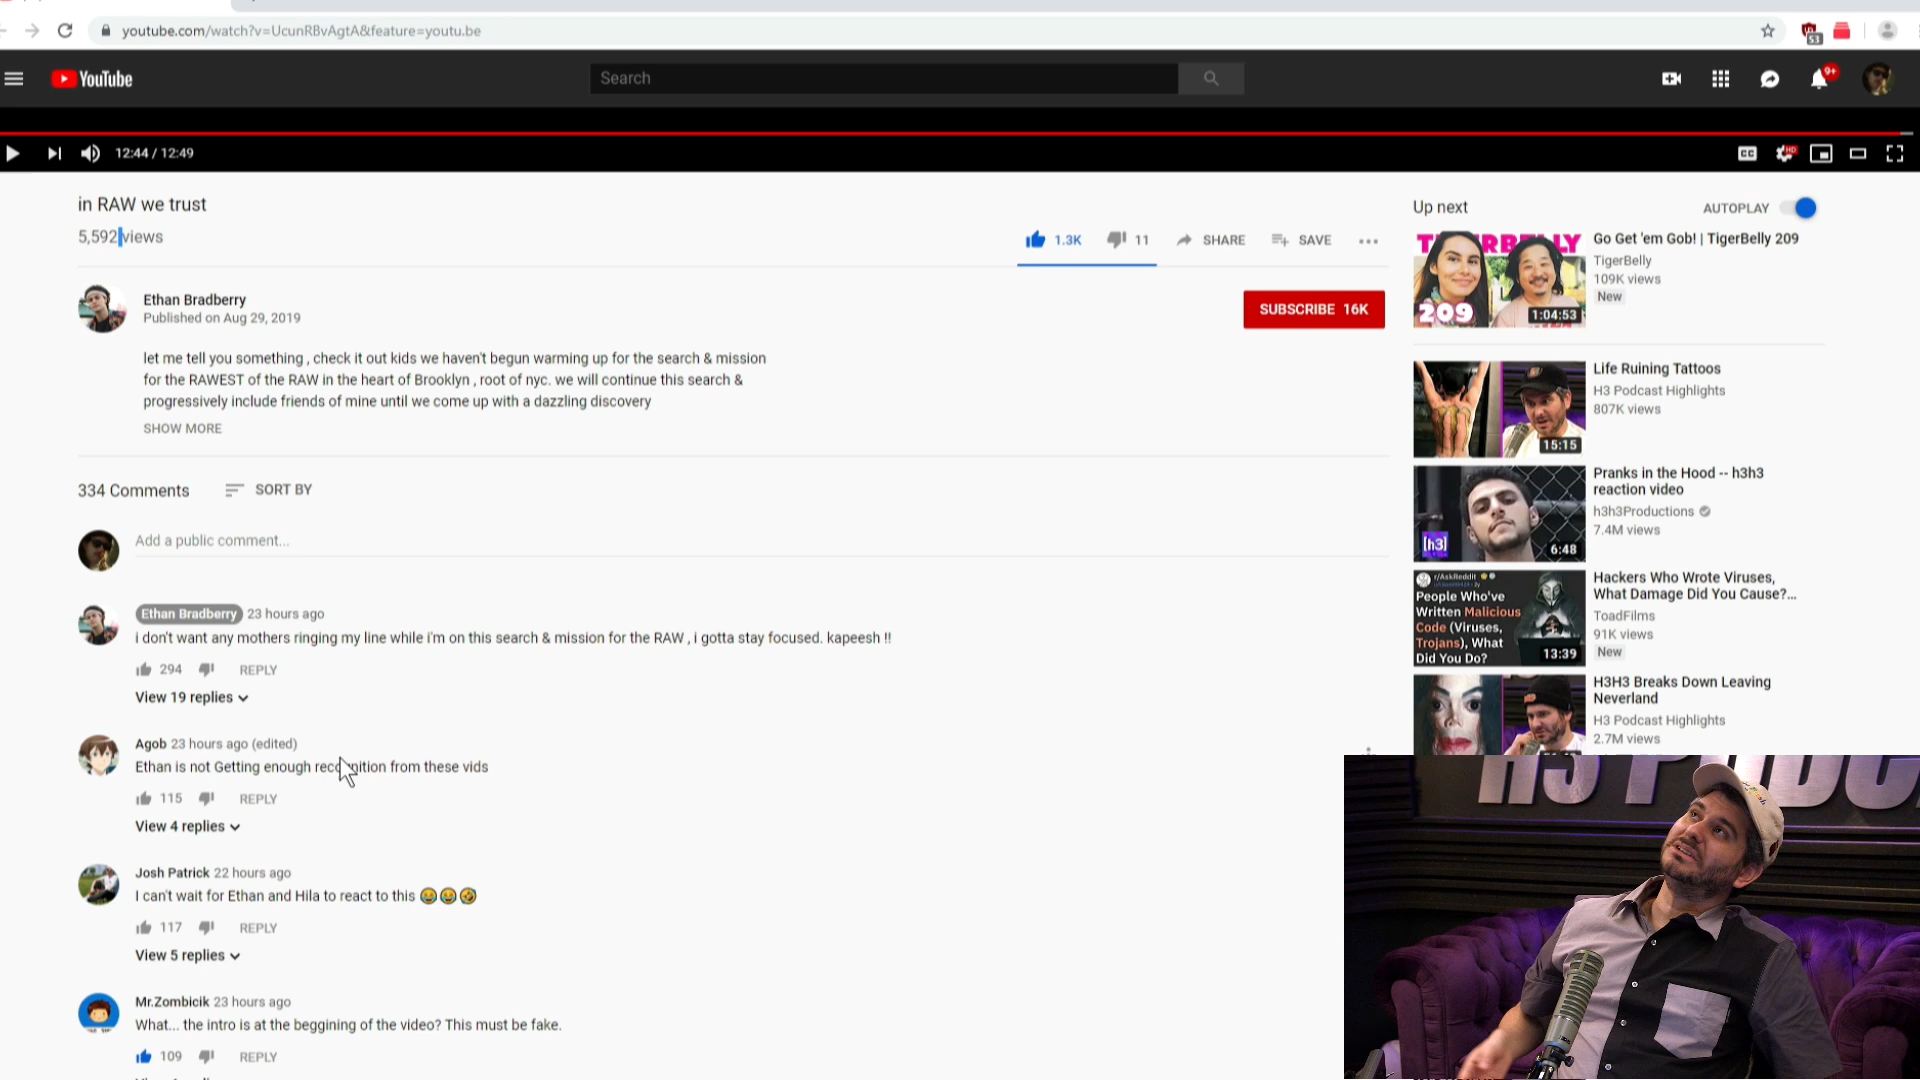 youtube.com/watch?v=UcunRBvAgtA&feature=youtu.be
53
YouTube
Search
9+
12:44 / 12:49
CC
HD
in RAW we trust
5,592 views
1.3K
11
SHARE
SAVE
Ethan Bradberry
Published on Aug 29, 2019
SUBSCRIBE 16K
let me tell you something , check it out kids we haven't begun warming up for the search & mission
for the RAWEST of the RAW in the heart of Brooklyn , root of nyc. we will continue this search &
progressively include friends of mine until we come up with a dazzling discovery
SHOW MORE
334 Comments
SORT BY
Add a public comment...
Ethan Bradberry 23 hours ago
i don't want any mothers ringing my line while i'm on this search & mission for the RAW , i gotta stay focused. kapeesh !!
294
REPLY
View 19 replies
Agob 23 hours ago (edited)
Ethan is not Getting enough recognition from these vids
115
REPLY
View 4 replies
Josh Patrick 22 hours ago
I can't wait for Ethan and Hila to react to this 😂😂🤣
117
REPLY
View 5 replies
Mr.Zombicik 23 hours ago
What... the intro is at the beggining of the video? This must be fake.
109
REPLY
Up next
AUTOPLAY
209
1:04:53
Go Get 'em Gob! | TigerBelly 209
TigerBelly
109K views
New
15:15
Life Ruining Tattoos
H3 Podcast Highlights
807K views
[h3]
6:48
Pranks in the Hood -- h3h3
reaction video
h3h3Productions
7.4M views
r/AskReddit
People Who've
Written Malicious
Code (Viruses,
Trojans), What
Did You Do?
13:39
Hackers Who Wrote Viruses,
What Damage Did You Cause?...
ToadFilms
91K views
New
H3H3 Breaks Down Leaving
Neverland
H3 Podcast Highlights
2.7M views
H3 PODC